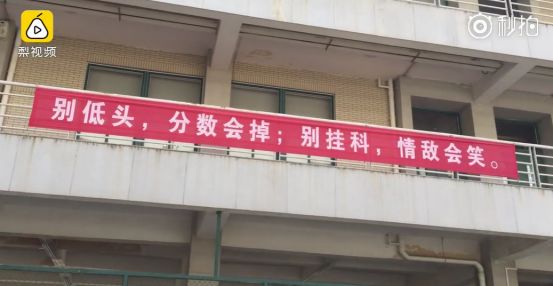 梨视频
秒拍
别低头，分数会掉；别挂科，情敌会笑。